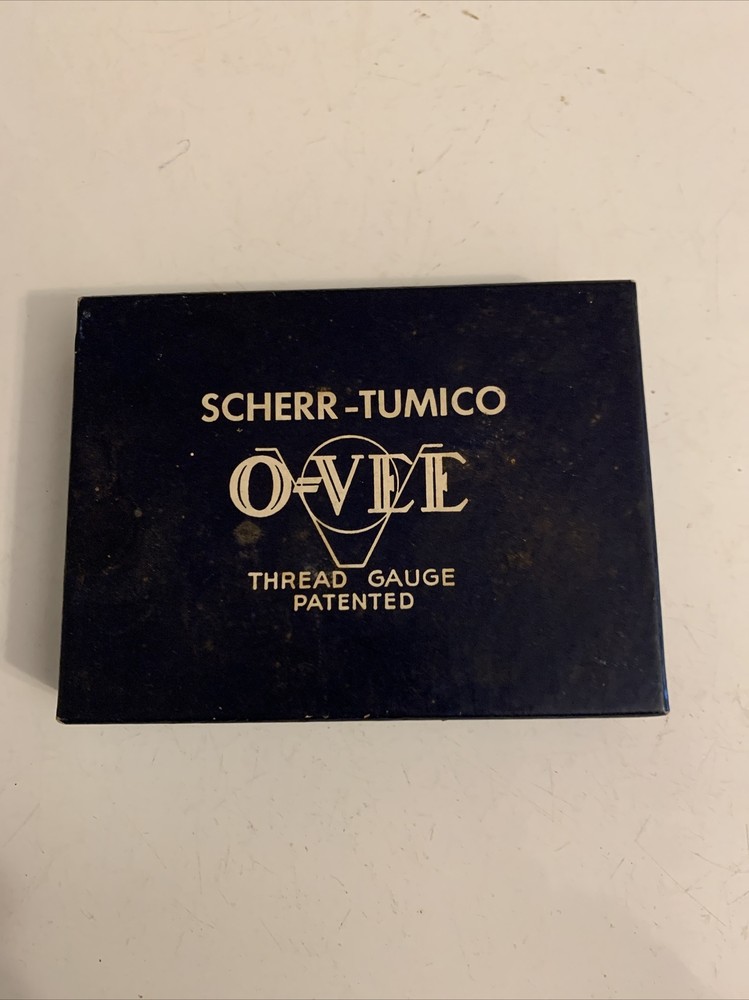 SCHERR-TUMICO
O-VEE
THREAD GAUGE
PATENTED